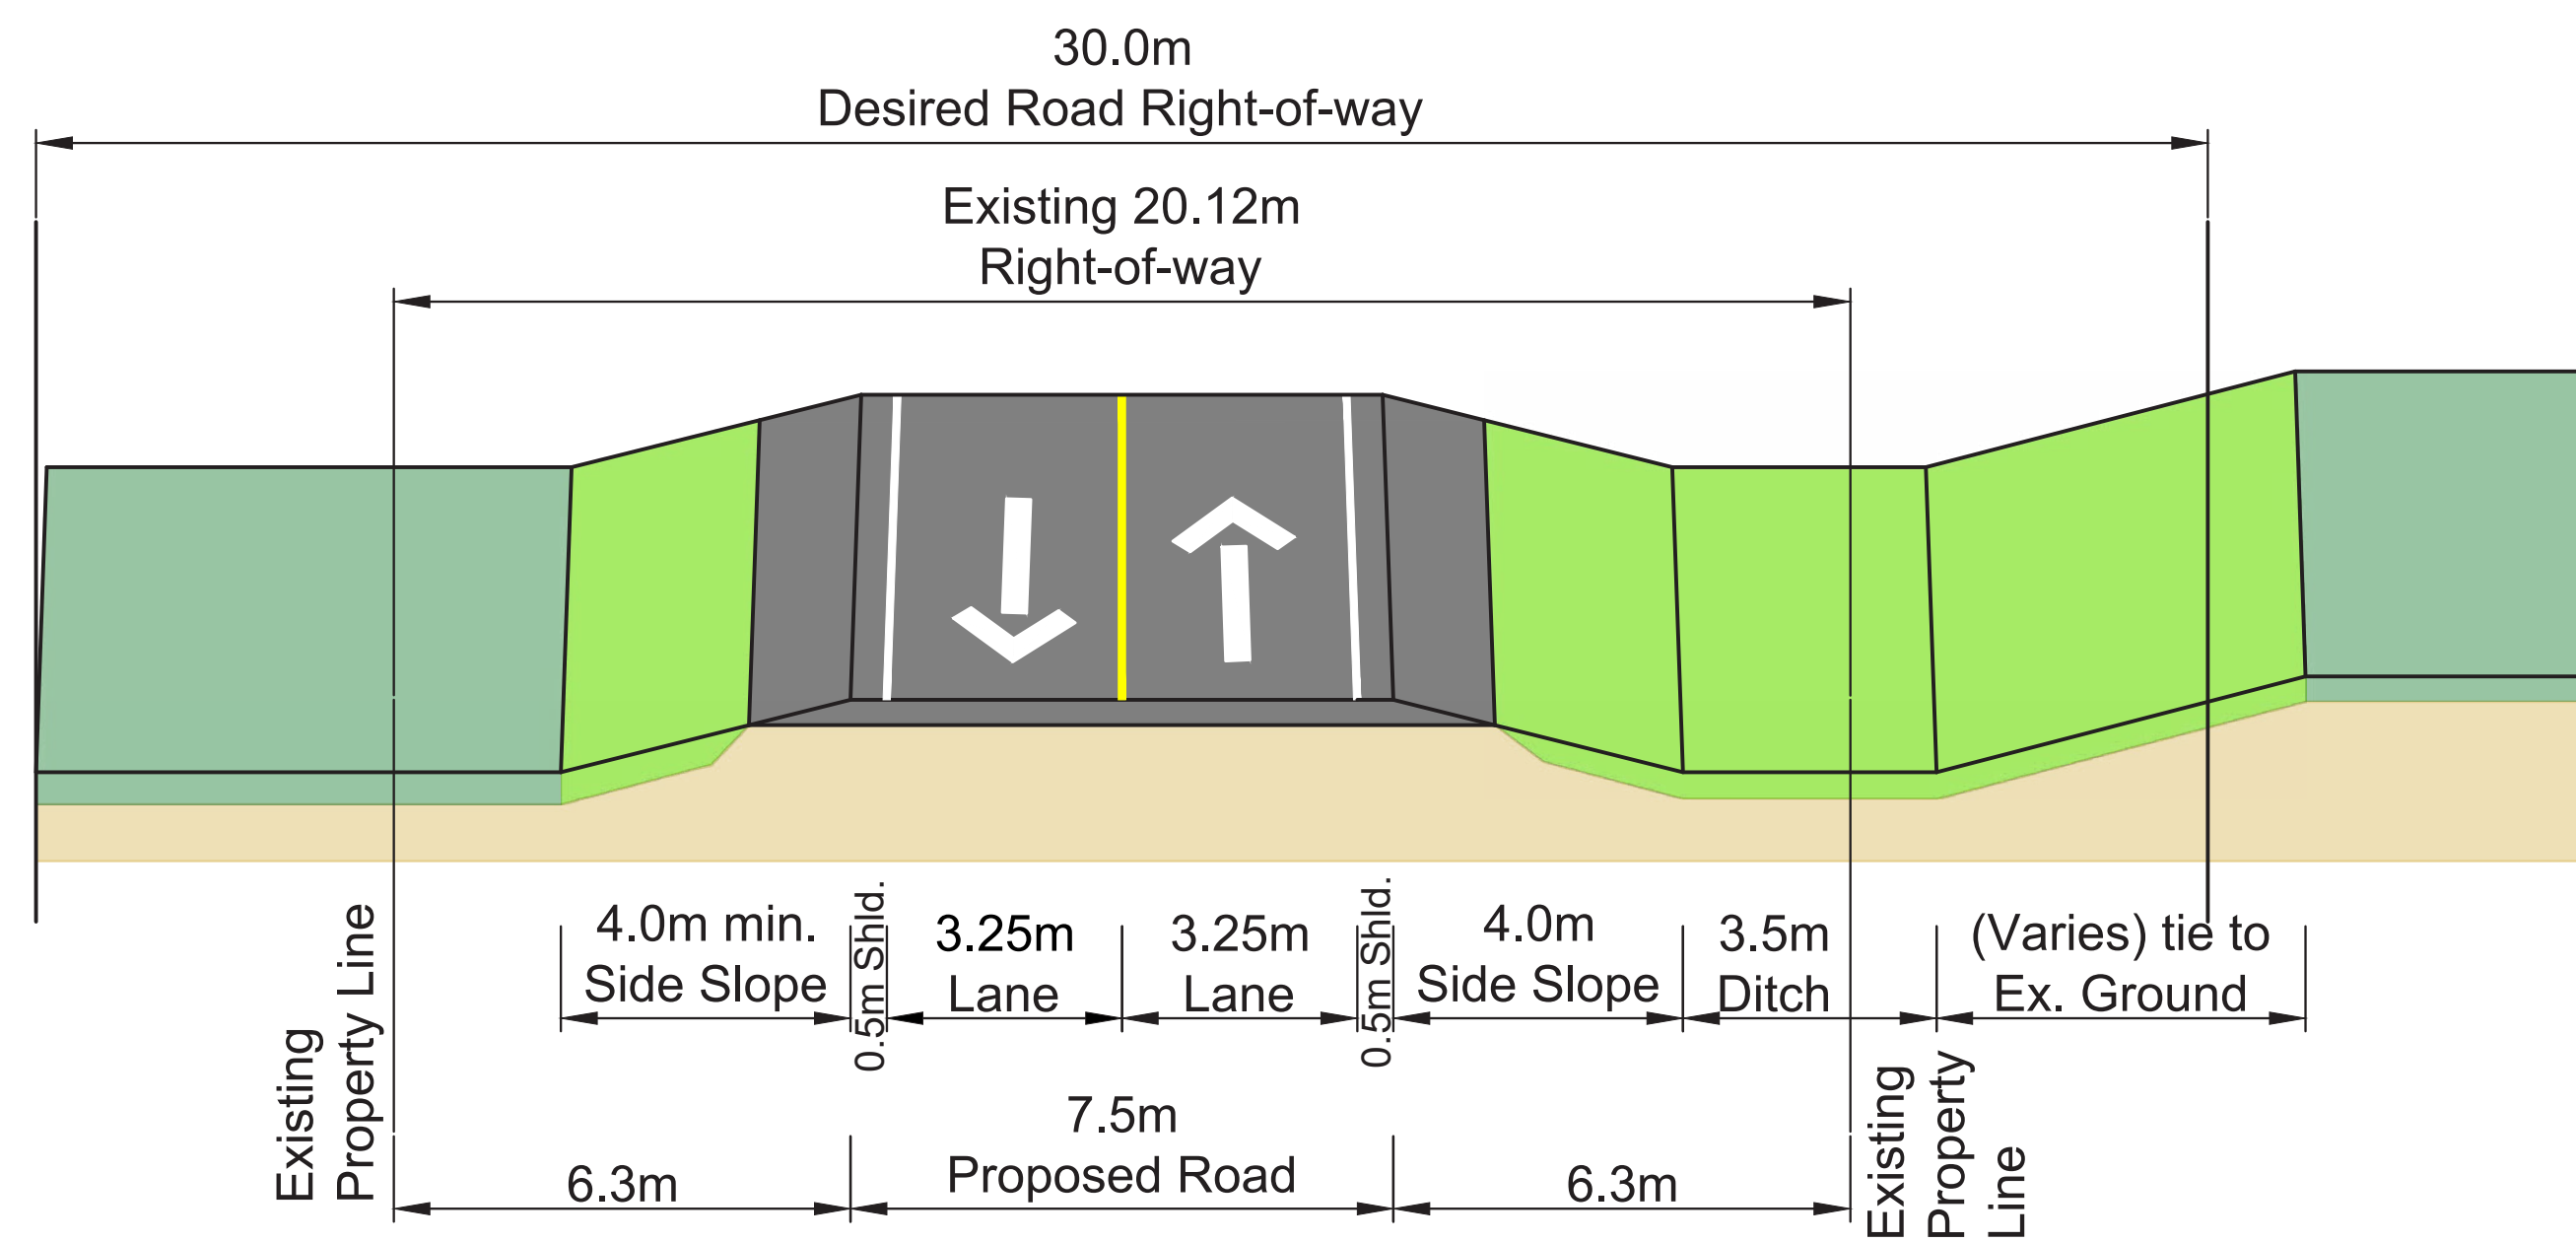 30.0m
Desired Road Right-of-way
Existing 20.12m
Right-of-way
4.0m min.
Side Slope
0.5m Shld.
3.25m
Lane
3.25m
Lane
0.5m Shld.
4.0m
Side Slope
3.5m
Ditch
(Varies) tie to
Ex. Ground
Existing
Property Line
6.3m
7.5m
Proposed Road
6.3m
Existing
Property
Line